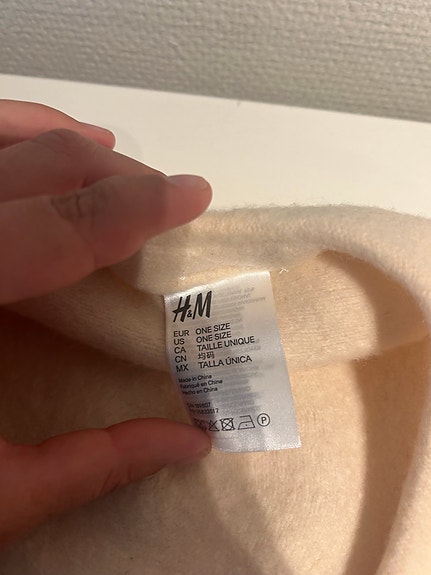 H&M
EUR ONE SIZE
US ONE SIZE
CA TAILLE UNIQUE
CN 均码
MX TALLA ÚNICA
Made in China
Fabriqué en China
Hecho en China
P